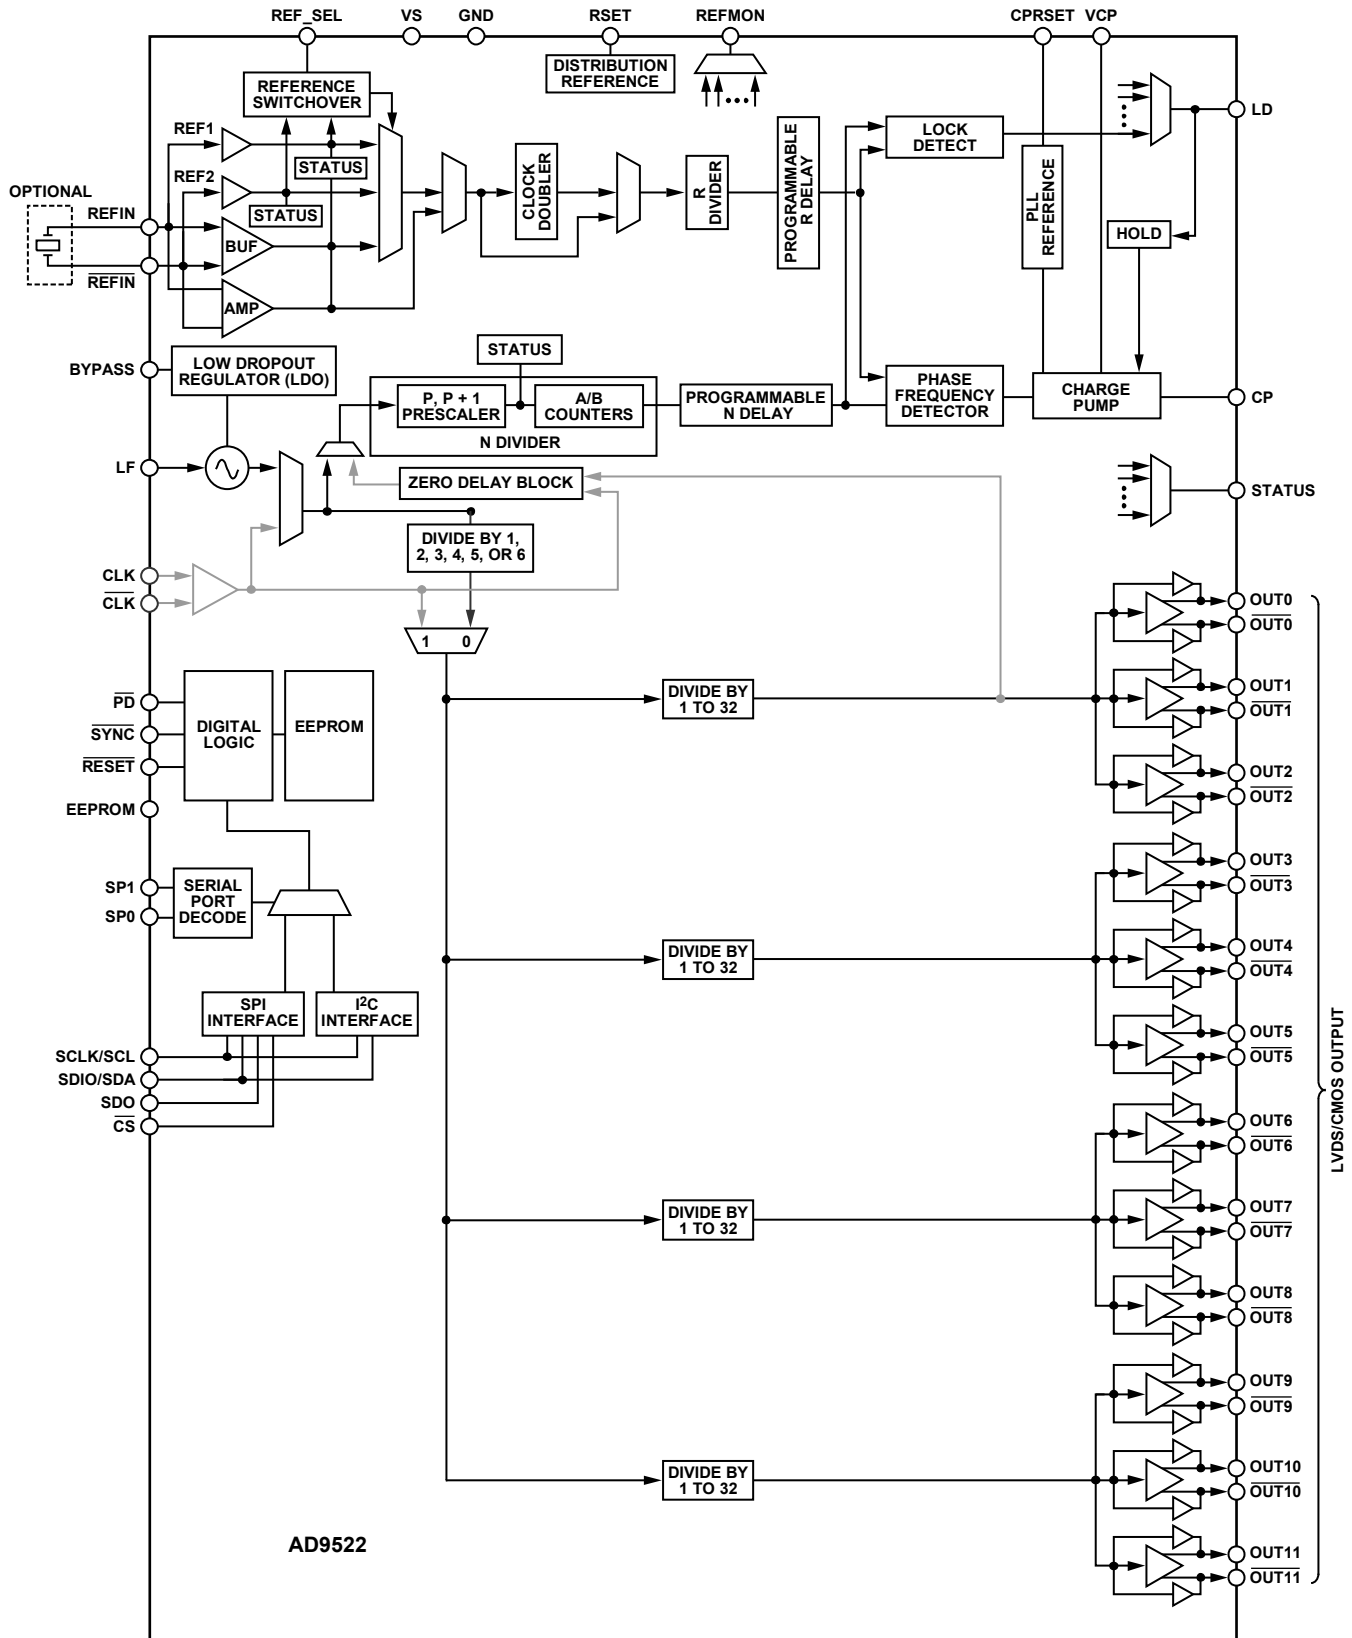 REF_SEL
VS
GND
RSET
REFMON
CPRSET
VCP
DISTRIBUTION
REFERENCE
REFERENCE
SWITCHOVER
REF1
REF2
STATUS
STATUS
OPTIONAL
REFIN
REFIN
BUF
AMP
CLOCK
DOUBLER
R
DIVIDER
PROGRAMMABLE
R DELAY
LOCK
DETECT
PLL
REFERENCE
LD
HOLD
BYPASS
LOW DROPOUT
REGULATOR (LDO)
STATUS
P, P + 1
PRESCALER
A/B
COUNTERS
N DIVIDER
PROGRAMMABLE
N DELAY
PHASE
FREQUENCY
DETECTOR
CHARGE
PUMP
CP
LF
ZERO DELAY BLOCK
STATUS
DIVIDE BY 1,
2, 3, 4, 5, OR 6
CLK
CLK
1 0
PD
SYNC
RESET
EEPROM
DIGITAL
LOGIC
EEPROM
SP1
SP0
SERIAL
PORT
DECODE
SPI
INTERFACE
I2C
INTERFACE
SCLK/SCL
SDIO/SDA
SDO
CS
DIVIDE BY
1 TO 32
DIVIDE BY
1 TO 32
DIVIDE BY
1 TO 32
DIVIDE BY
1 TO 32
OUT0
OUT0
OUT1
OUT1
OUT2
OUT2
OUT3
OUT3
OUT4
OUT4
OUT5
OUT5
OUT6
OUT6
OUT7
OUT7
OUT8
OUT8
OUT9
OUT9
OUT10
OUT10
OUT11
OUT11
LVDS/CMOS OUTPUT
AD9522